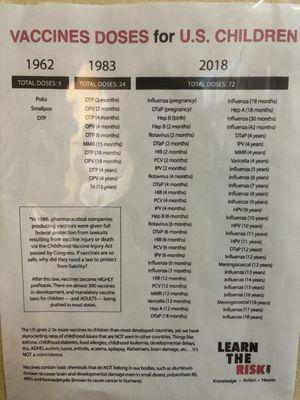 VACCINES DOSES for U.S. CHILDREN
1962
1983
2018
TOTAL DOSES: 5
TOTAL DOSES: 24
TOTAL DOSES: 72
Polio
Smallpox
DTP
DTP (2 months)
OPV (2 months)
DTP (4 months)
OPV (4 months)
DTP (6 months)
MMR (15 months)
DTP (18 months)
OPV (18 months)
DTP (4 years)
OPV (4 years)
Td (15 years)
Influenza (pregnancy)
DTaP (pregnancy)
Hep B (birth)
Hep B (2 months)
Rotavirus (2 months)
DTaP (2 months)
HIB (2 months)
PCV (2 months)
IPV (2 months)
Rotavirus (4 months)
DTaP (4 months)
HIB (4 months)
PCV (4 months)
IPV (4 months)
Hep B (6 months)
Rotavirus (6 months)
DTaP (6 months)
HIB (6 months)
PCV (6 months)
IPV (6 months)
Influenza (6 months)
Influenza (7 months)
HIB (12 months)
PCV (12 months)
MMR (12 months)
Varicella (12 months)
Hep A (12 months)
DTaP (18 months)
Influenza (18 months)
Hep A (18 months)
Influenza (30 months)
Influenza (42 months)
DTaP (4 years)
IPV (4 years)
MMR (4 years)
Varicella (4 years)
Influenza (5 years)
Influenza (6 years)
Influenza (7 years)
Influenza (8 years)
Influenza (9 years)
HPV (9 years)
Influenza (10 years)
HPV (10 years)
Influenza (11 years)
HPV (11 years)
DTaP (12 years)
Influenza (12 years)
Meningococcal (12 years)
Influenza (13 years)
Influenza (14 years)
Influenza (15 years)
Influenza (16 years)
Meningococcal (16 years)
Influenza (17 years)
Influenza (18 years)
"In 1986, pharmaceutical companies
producing vaccines were given full
federal protection from lawsuits
resulting from vaccine injury or death
via the Childhood Vaccine Injury Act
passed by Congress. If vaccines are so
safe, why did they need a law to protect
from liability?
After this law, vaccines became HIGHLY
profitable. There are almost 300 vaccines
in development, and mandatory vaccine
laws for children — and ADULTS — being
pushed in most states.
The US gives 2-3x more vaccines to children than most developed countries, yet we have
skyrocketing rates of childhood issues that are NOT seen in other countries. Things like
asthma, childhood diabetes, food allergies, childhood leukemia, developmental delays,
tics, ADHD, autism, lupus, arthritis, eczema, epilepsy, Alzheimers, brain damage, etc... It's
NOT a coincidence.
Vaccines contain toxic chemicals that do not belong in our bodies, such as aluminum
(known to cause brain and developmental damage even in small doses), polysorbate 80,
MSG and formaldehyde (known to cause cancer in humans).
LEARN
THE
RISK
Knowledge • Action • Health